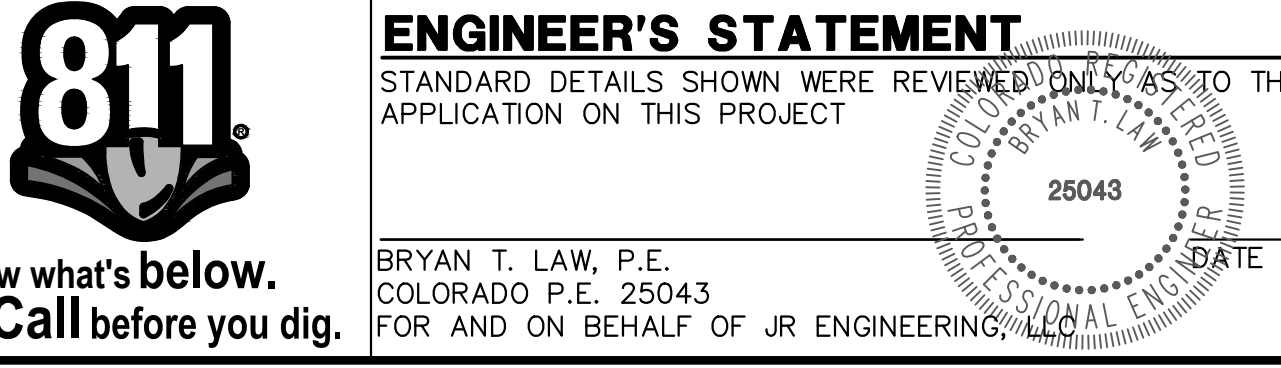 811®
w what's below.
Call before you dig.
ENGINEER'S STATEMENT
STANDARD DETAILS SHOWN WERE REVIEWED ONLY AS TO TH
APPLICATION ON THIS PROJECT
BRYAN T. LAW, P.E.
DATE
COLORADO P.E. 25043
FOR AND ON BEHALF OF JR ENGINEERING, LLC
COLORADO REGISTERED
BRYAN T. LAW
25043
PROFESSIONAL ENGINEER